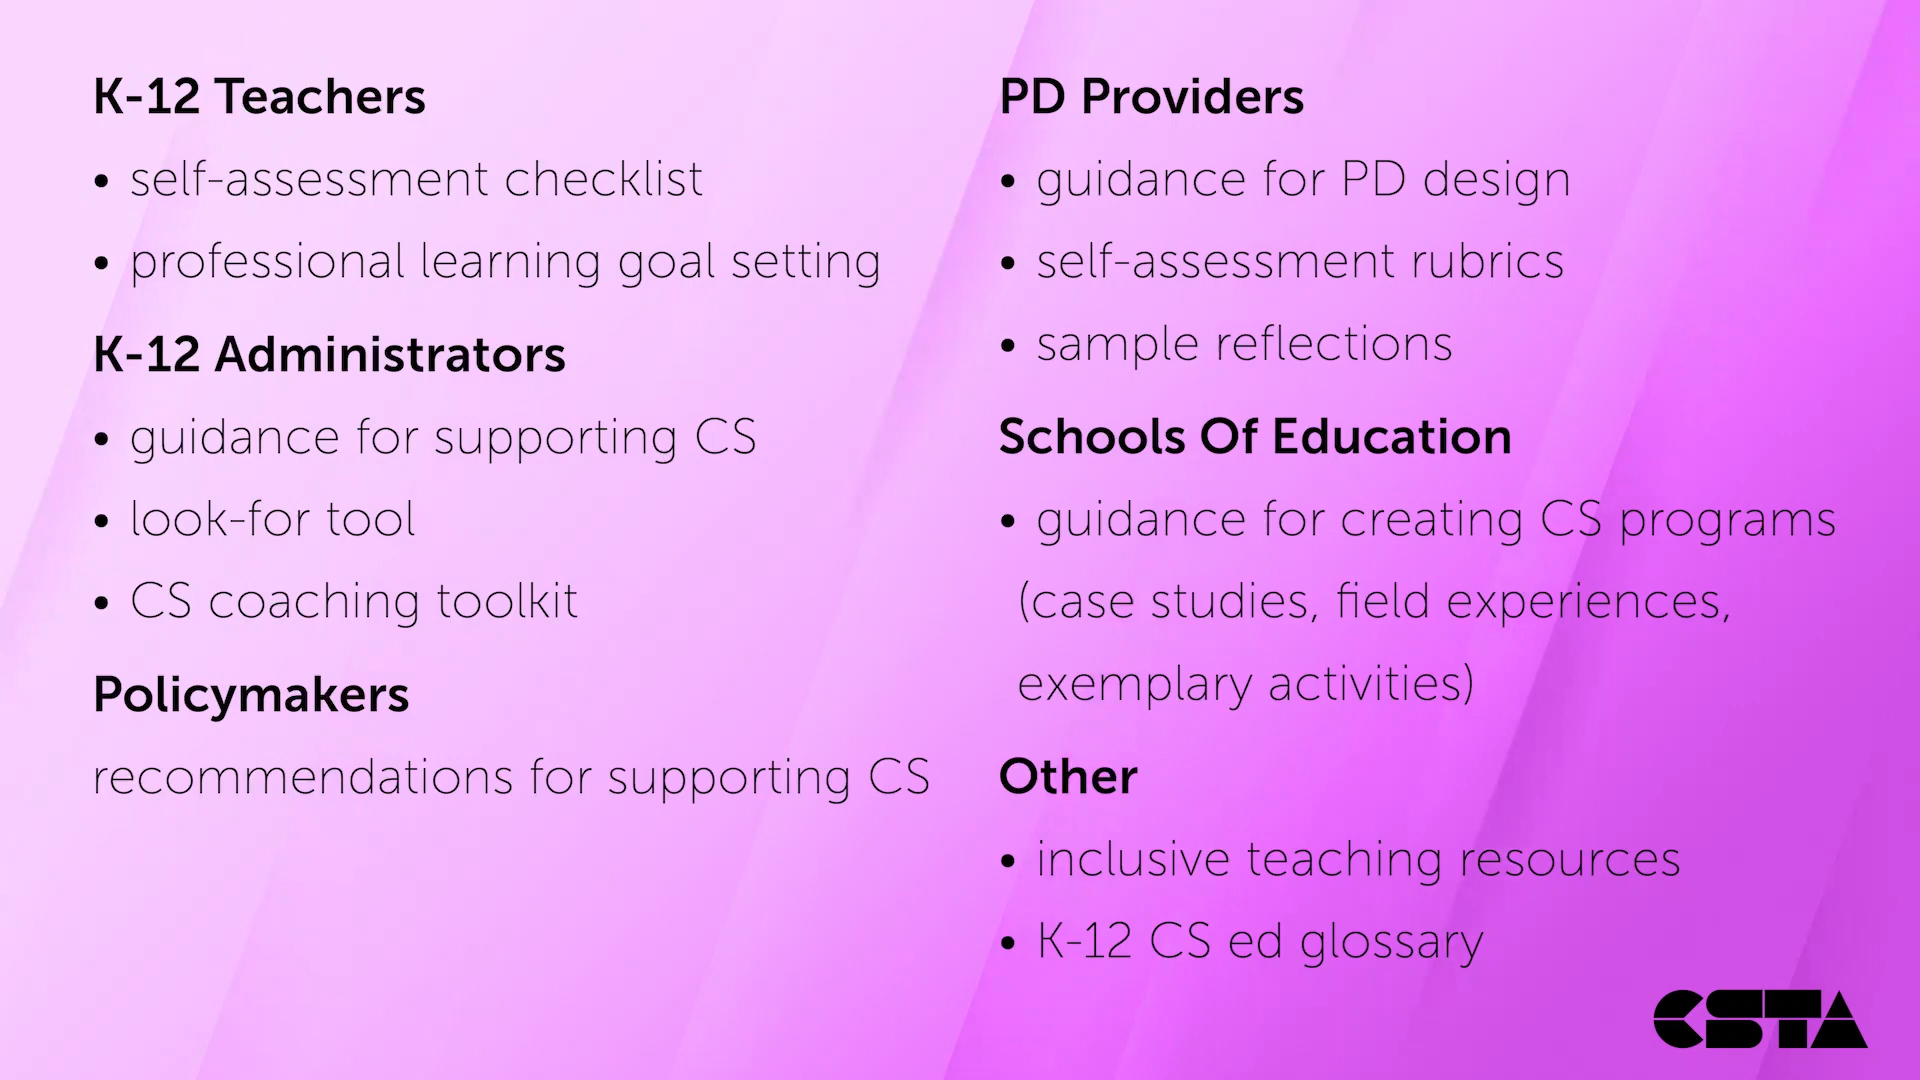 K-12 Teachers
• self-assessment checklist
• professional learning goal setting
K-12 Administrators
• guidance for supporting CS
• look-for tool
• CS coaching toolkit
Policymakers
recommendations for supporting CS
PD Providers
• guidance for PD design
• self-assessment rubrics
• sample reflections
Schools Of Education
• guidance for creating CS programs
(case studies, field experiences,
exemplary activities)
Other
• inclusive teaching resources
• K-12 CS ed glossary
CSTA